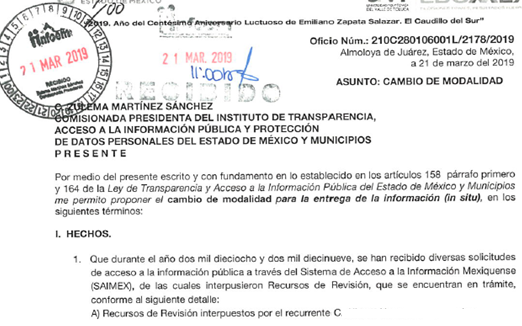 "2019. Año del Centésimo Aniversario Luctuoso de Emiliano Zapata Salazar. El Caudillo del Sur"
Oficio Núm.: 210C280106001L/2178/2019
Almoloya de Juárez, Estado de México,
a 21 de marzo del 2019
ASUNTO: CAMBIO DE MODALIDAD
infoem
21 MAR 2019
RECIBIDO
21 MAR. 2019
RECIBIDO
C. ZULEMA MARTÍNEZ SÁNCHEZ
COMISIONADA PRESIDENTA DEL INSTITUTO DE TRANSPARENCIA,
ACCESO A LA INFORMACIÓN PÚBLICA Y PROTECCIÓN
DE DATOS PERSONALES DEL ESTADO DE MÉXICO Y MUNICIPIOS
P R E S E N T E
Por medio del presente escrito y con fundamento en lo establecido en los artículos 158 párrafo primero
y 164 de la Ley de Transparencia y Acceso a la Información Pública del Estado de México y Municipios
me permito proponer el cambio de modalidad para la entrega de la información (in situ), en los
siguientes términos:
I. HECHOS.
1. Que durante el año dos mil dieciocho y dos mil diecinueve, se han recibido diversas solicitudes
de acceso a la información pública a través del Sistema de Acceso a la Información Mexiquense
(SAIMEX), de las cuales interpusieron Recursos de Revisión, que se encuentran en trámite,
conforme al siguiente detalle:
A) Recursos de Revisión interpuestos por el recurrente C.